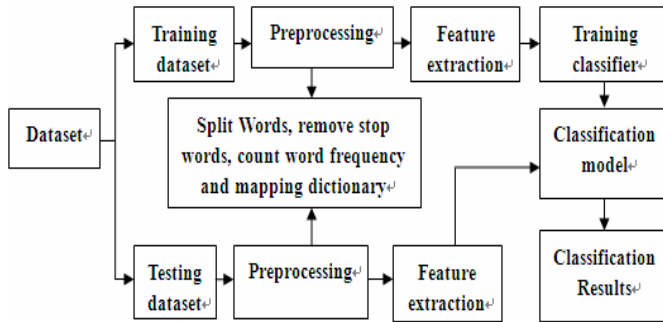 Training
dataset
Preprocessing
Feature
extraction
Training
classifier
Dataset
Split Words, remove stop
words, count word frequency
and mapping dictionary
Classification
model
Testing
dataset
Preprocessing
Feature
extraction
Classification
Results